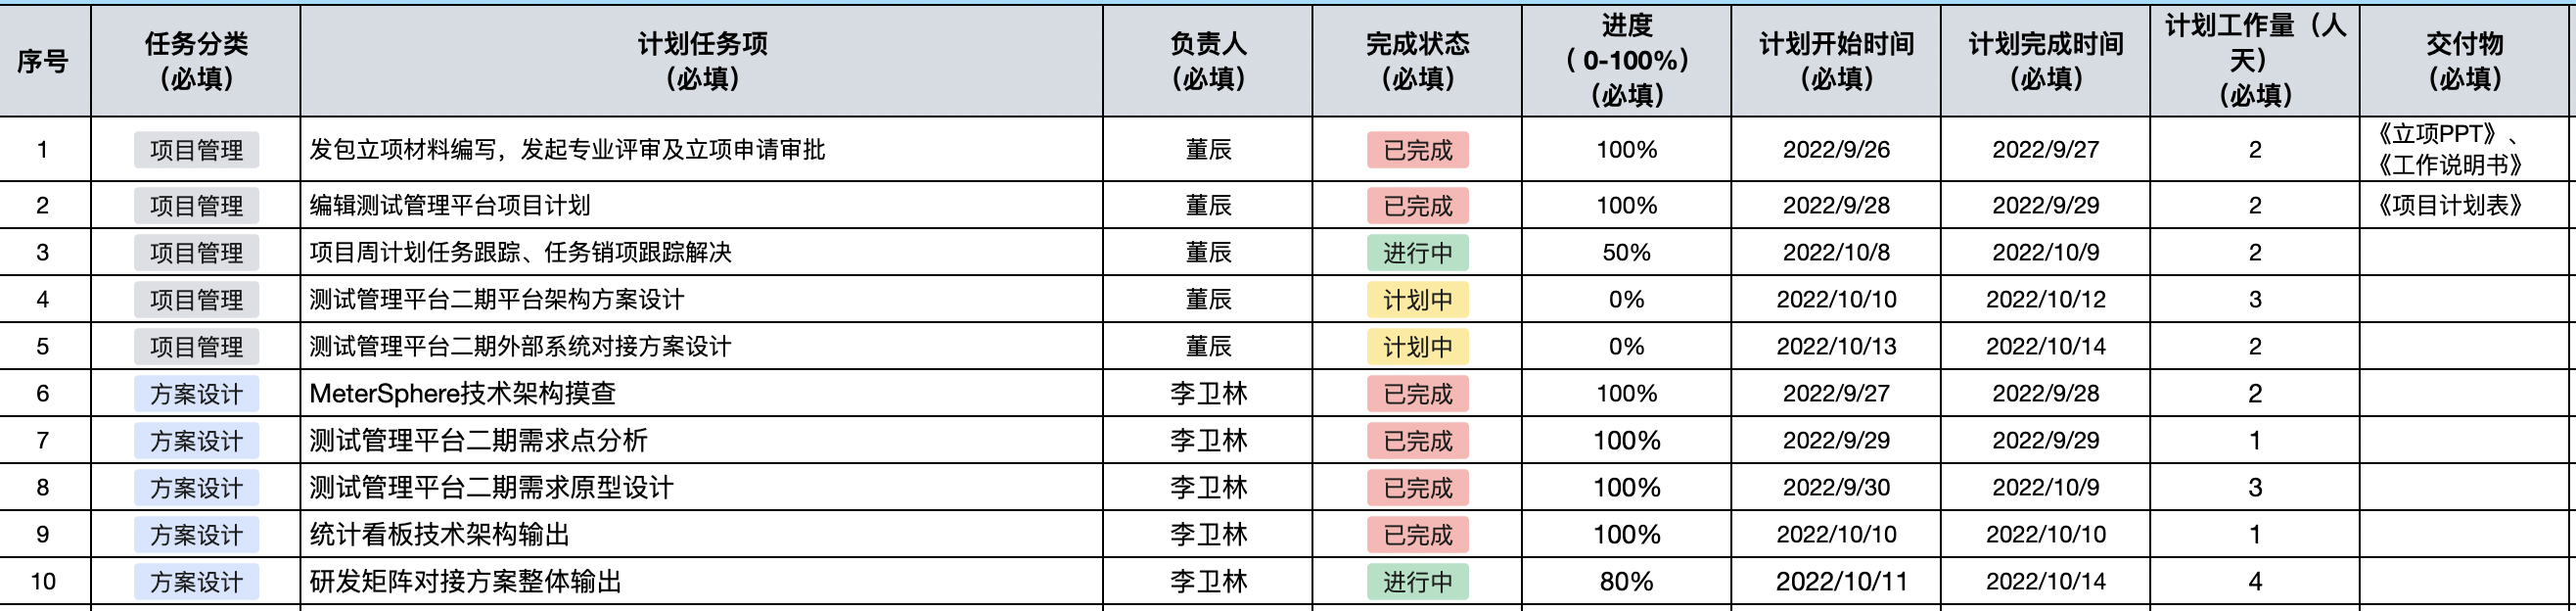 序号 任务分类（必填） 计划任务项（必填） 负责人（必填） 完成状态（必填） 进度（ 0-100%）（必填） 计划开始时间（必填） 计划完成时间（必填） 计划工作量（人天）（必填） 交付物（必填）
1 项目管理 发包立项材料编写，发起专业评审及立项申请审批 董辰 已完成 100% 2022/9/26 2022/9/27 2 《立项PPT》、《工作说明书》
2 项目管理 编辑测试管理平台项目计划 董辰 已完成 100% 2022/9/28 2022/9/29 2 《项目计划表》
3 项目管理 项目周计划任务跟踪、任务销项跟踪解决 董辰 进行中 50% 2022/10/8 2022/10/9 2
4 项目管理 测试管理平台二期平台架构方案设计 董辰 计划中 0% 2022/10/10 2022/10/12 3
5 项目管理 测试管理平台二期外部系统对接方案设计 董辰 计划中 0% 2022/10/13 2022/10/14 2
6 方案设计 MeterSphere技术架构摸查 李卫林 已完成 100% 2022/9/27 2022/9/28 2
7 方案设计 测试管理平台二期需求点分析 李卫林 已完成 100% 2022/9/29 2022/9/29 1
8 方案设计 测试管理平台二期需求原型设计 李卫林 已完成 100% 2022/9/30 2022/10/9 3
9 方案设计 统计看板技术架构输出 李卫林 已完成 100% 2022/10/10 2022/10/10 1
10 方案设计 研发矩阵对接方案整体输出 李卫林 进行中 80% 2022/10/11 2022/10/14 4